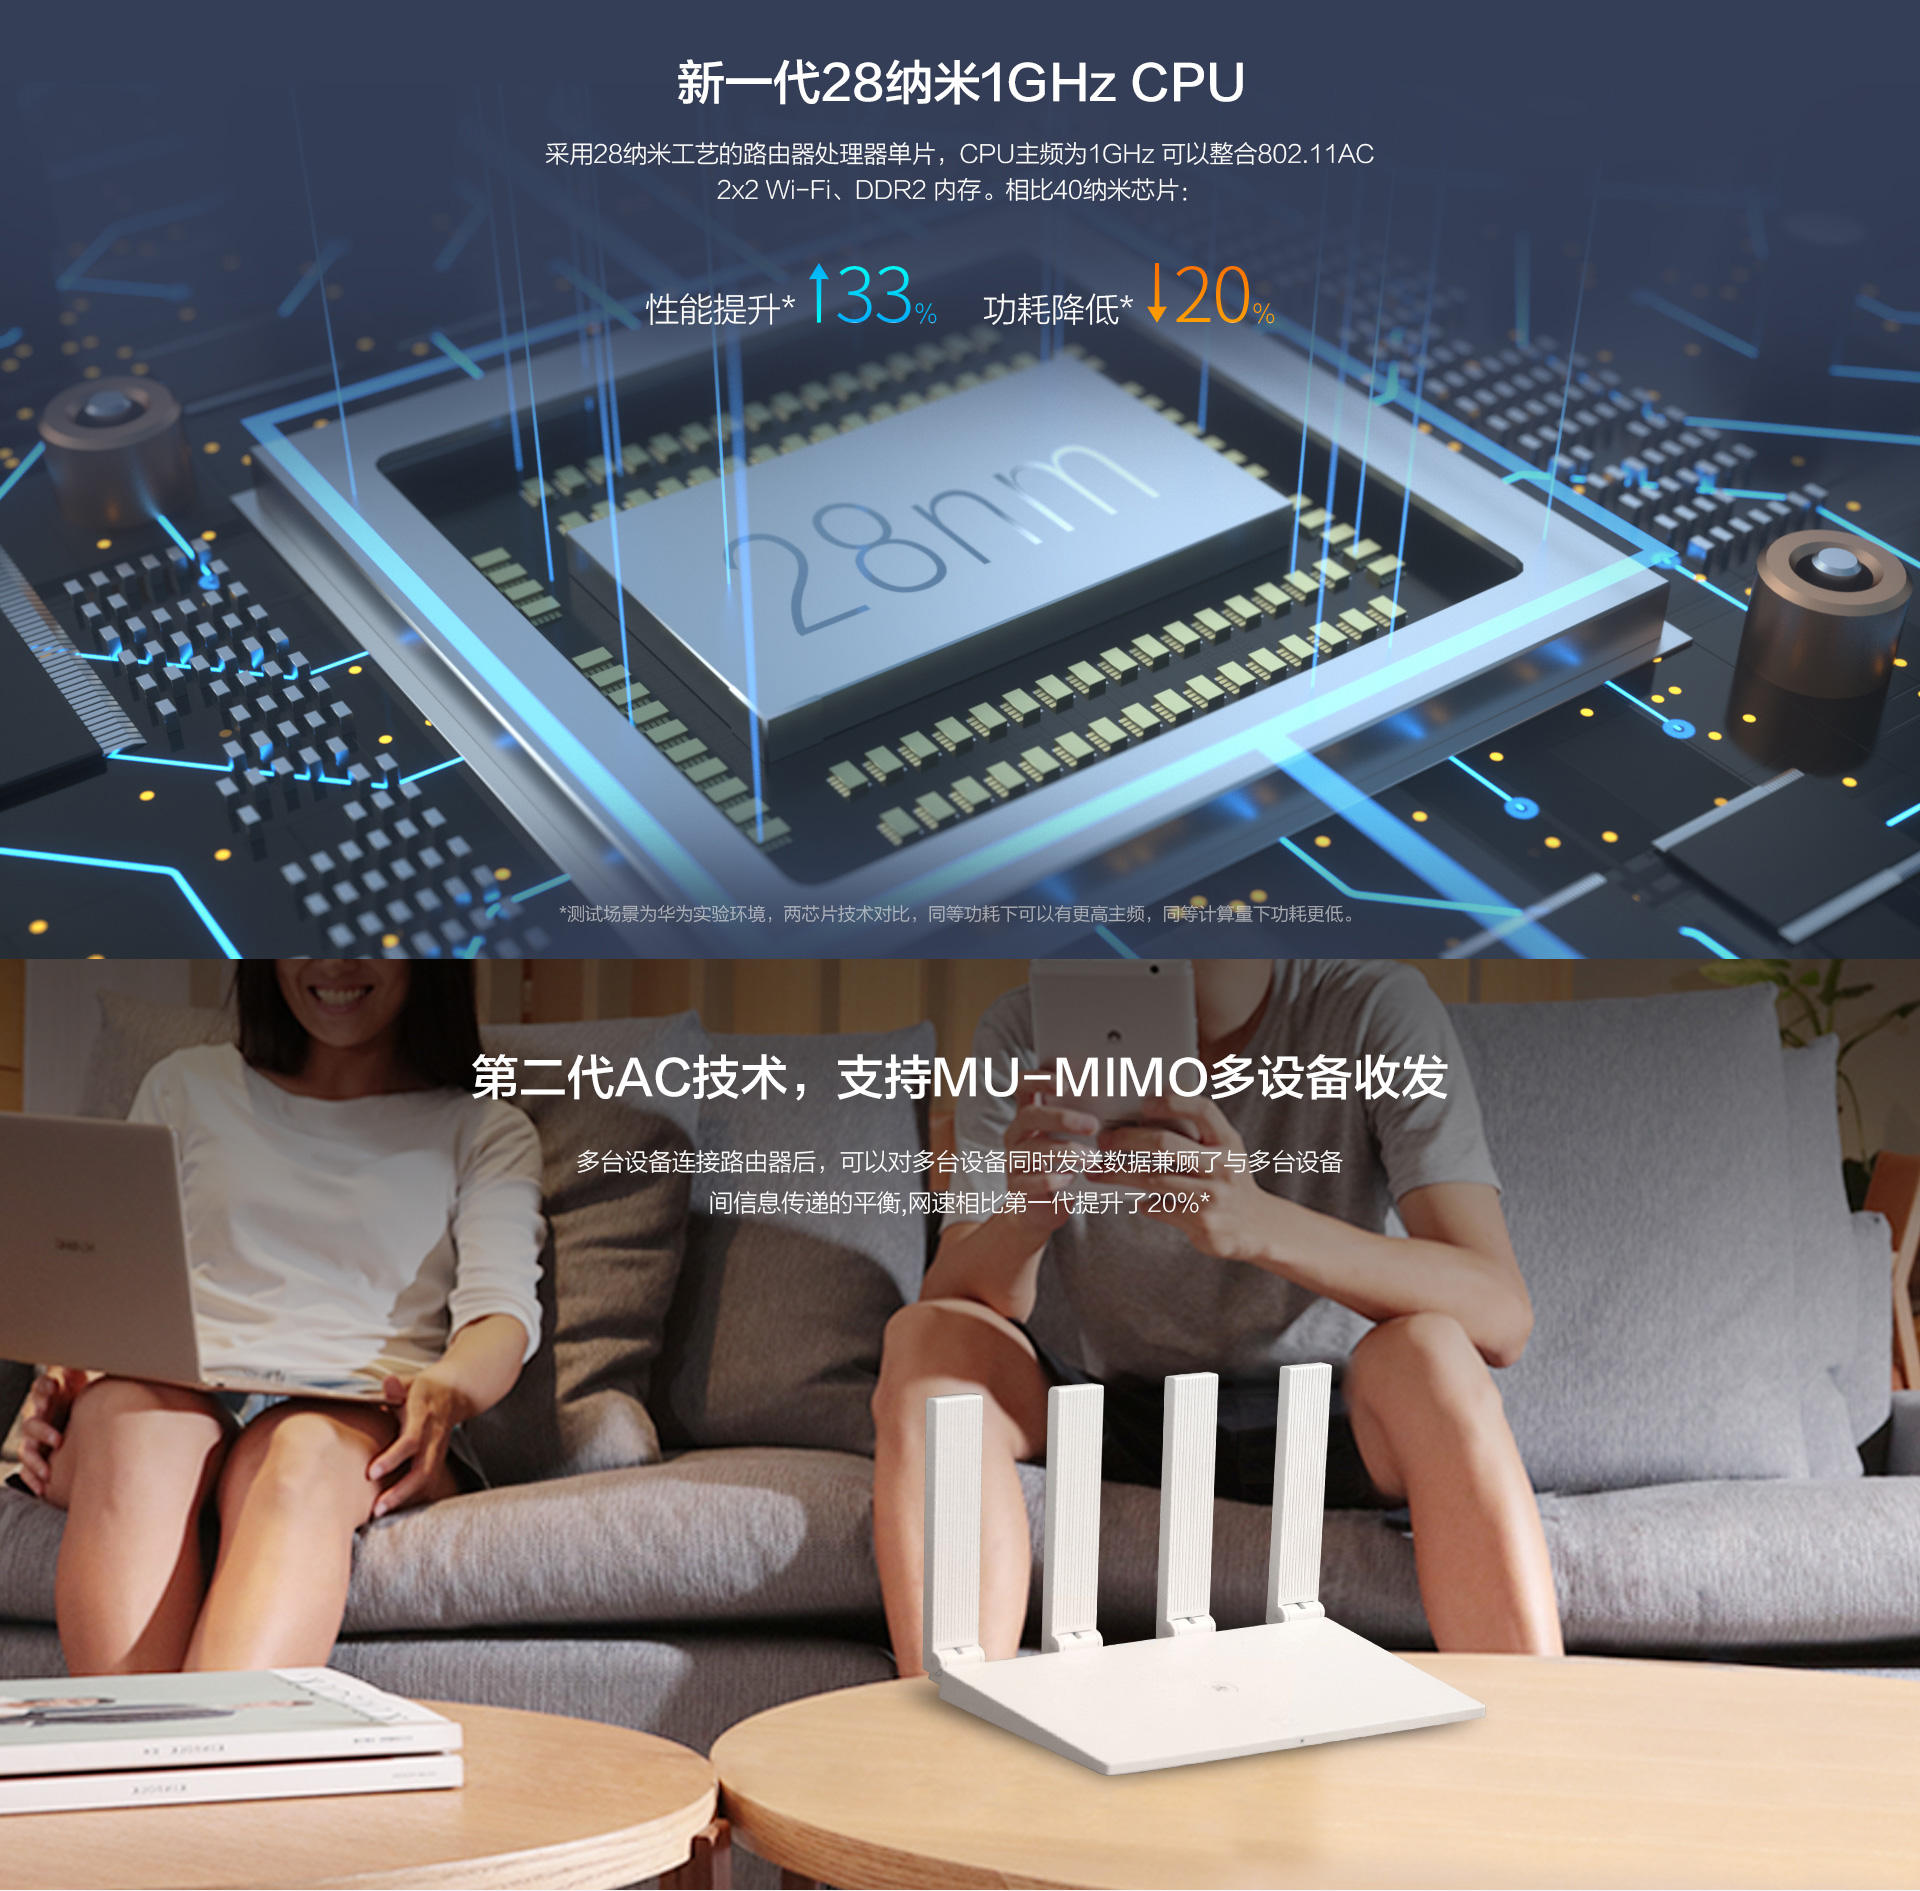 新一代28纳米1GHz CPU
采用28纳米工艺的路由器处理器单片，CPU主频为1GHz 可以整合802.11AC
2x2 Wi-Fi、DDR2 内存。相比40纳米芯片：
性能提升* ↑33% 功耗降低* ↓20%
28nm
*测试场景为华为实验环境，两芯片技术对比，同等功耗下可以有更高主频，同等计算量下功耗更低。
第二代AC技术，支持MU-MIMO多设备收发
多台设备连接路由器后，可以对多台设备同时发送数据兼顾了与多台设备
间信息传递的平衡,网速相比第一代提升了20%*